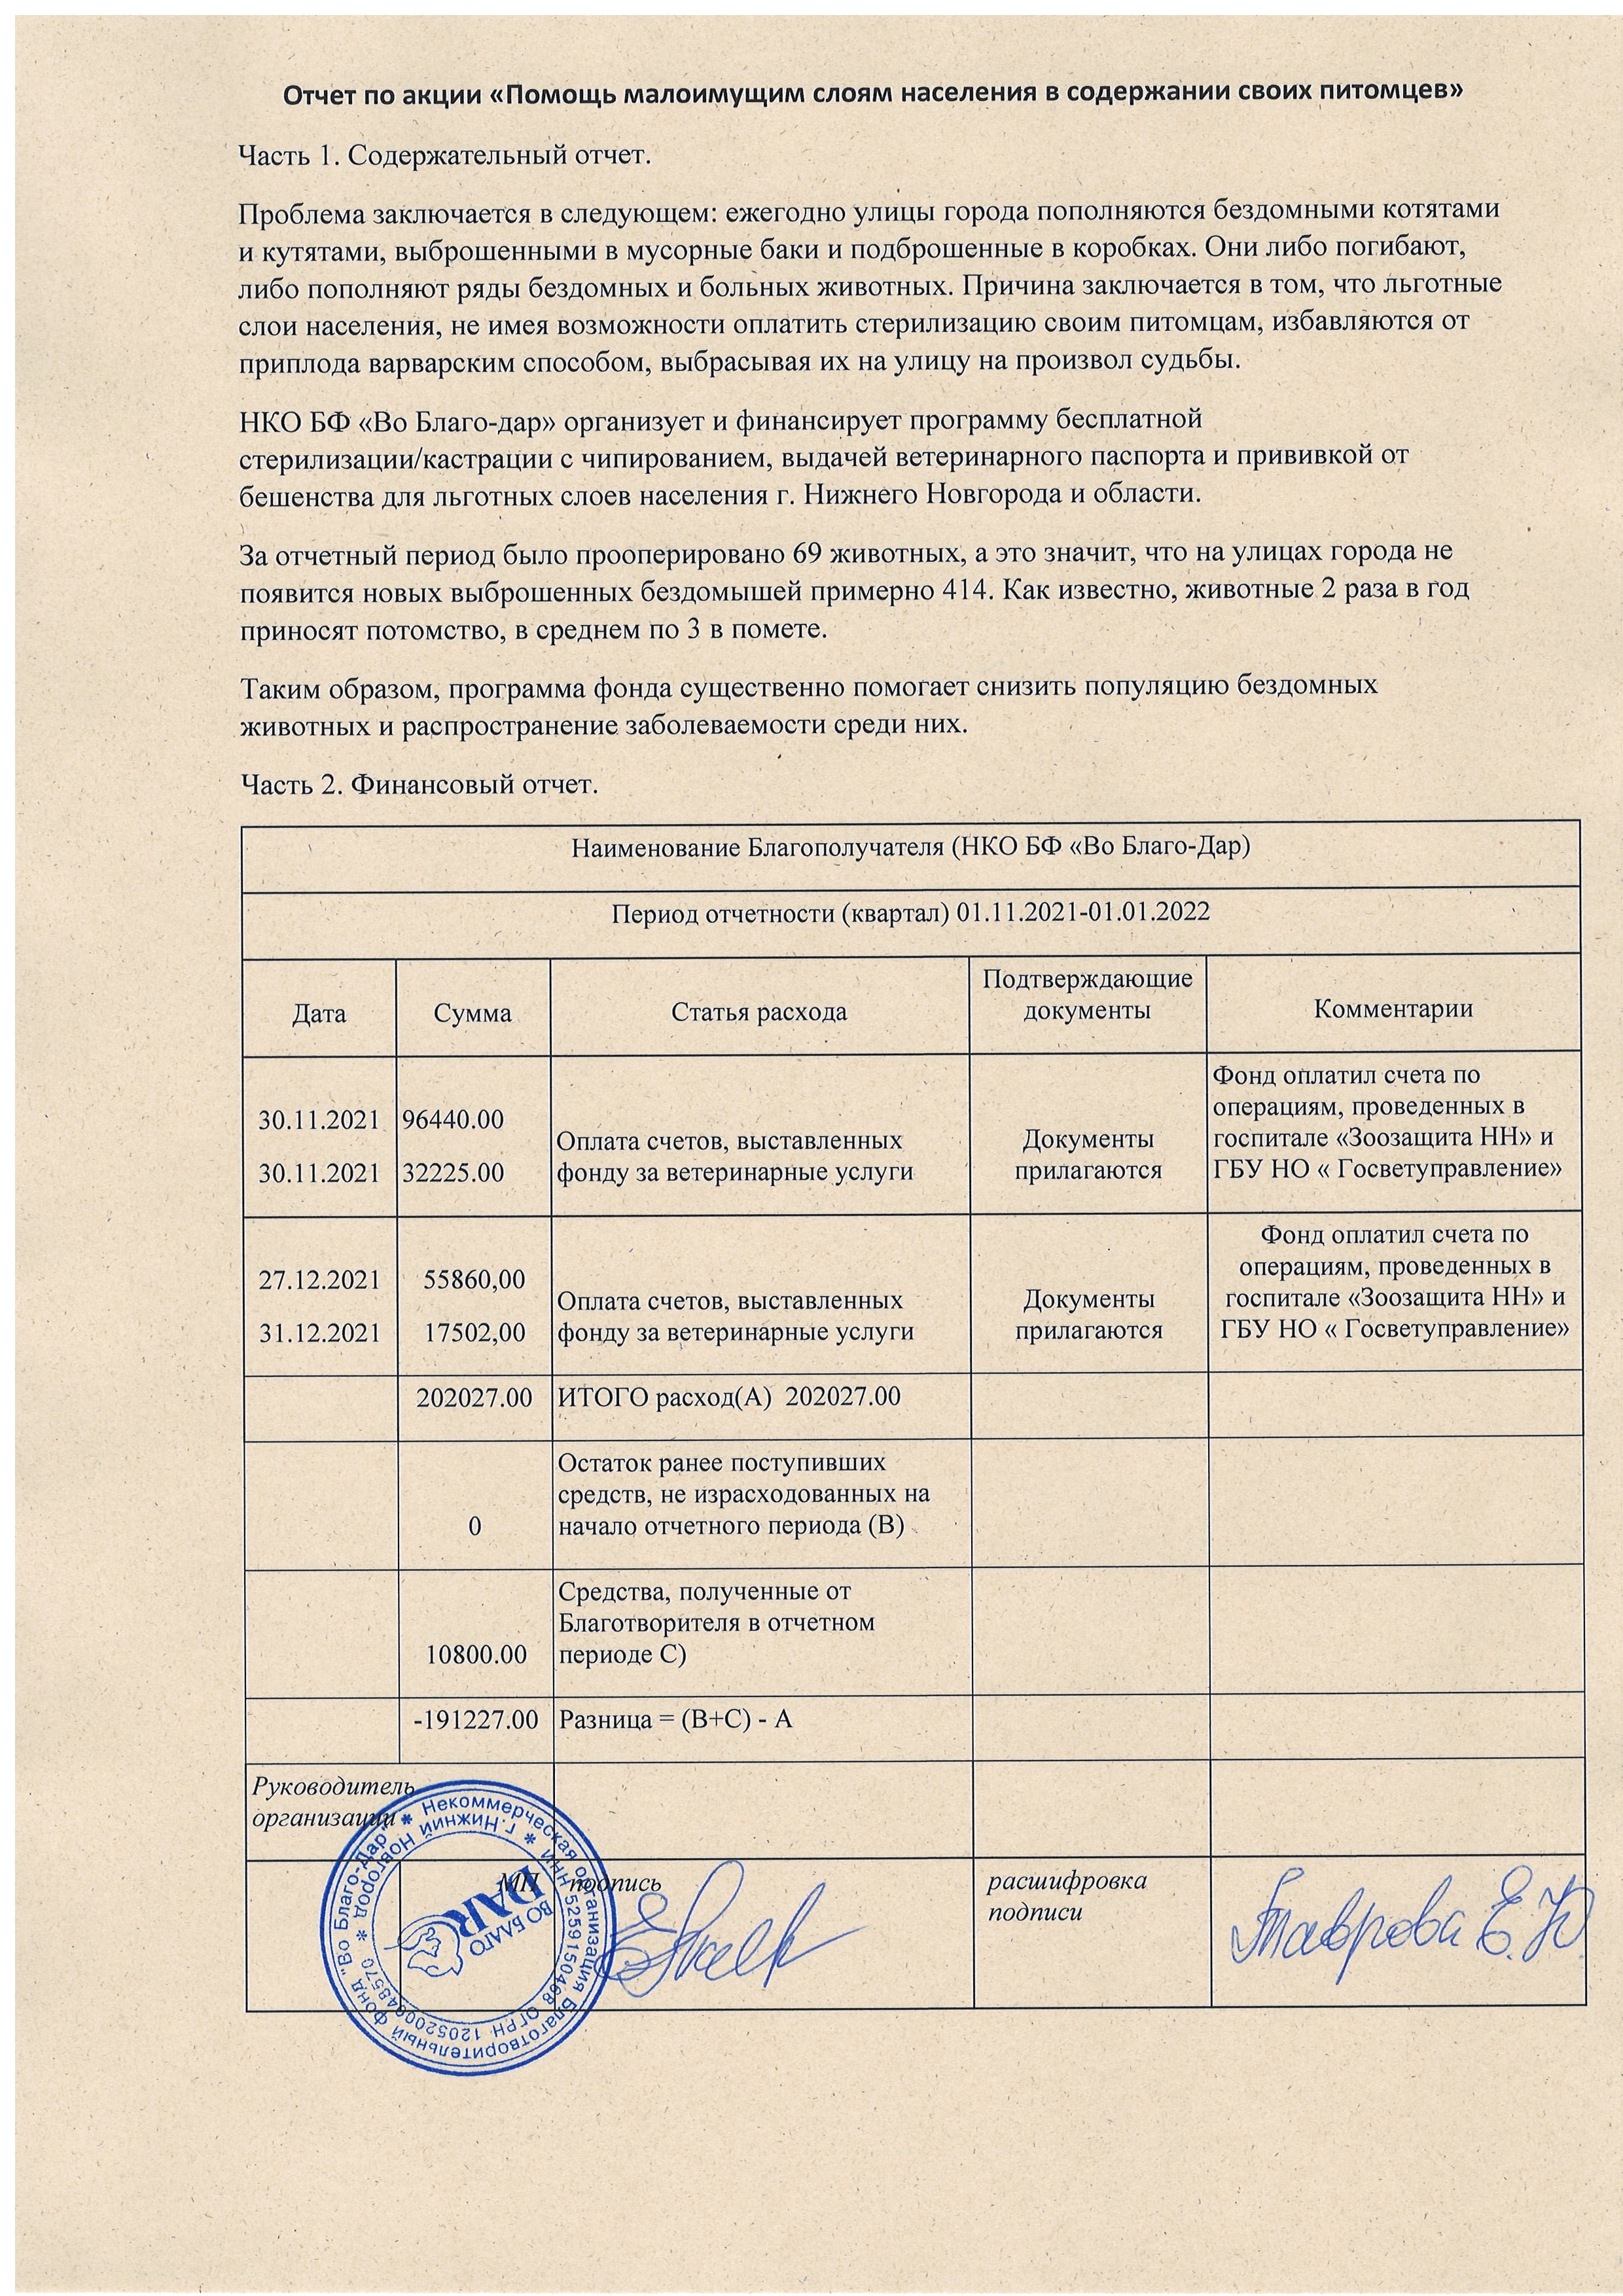 Отчет по акции «Помощь малоимущим слоям населения в содержании своих питомцев»
Часть 1. Содержательный отчет.
Проблема заключается в следующем: ежегодно улицы города пополняются бездомными котятами
и кутятами, выброшенными в мусорные баки и подброшенные в коробках. Они либо погибают,
либо пополняют ряды бездомных и больных животных. Причина заключается в том, что льготные
слои населения, не имея возможности оплатить стерилизацию своим питомцам, избавляются от
приплода варварским способом, выбрасывая их на улицу на произвол судьбы.
НКО БФ «Во Благо-дар» организует и финансирует программу бесплатной
стерилизации/кастрации с чипированием, выдачей ветеринарного паспорта и прививкой от
бешенства для льготных слоев населения г. Нижнего Новгорода и области.
За отчетный период было прооперировано 69 животных, а это значит, что на улицах города не
появится новых выброшенных бездомышей примерно 414. Как известно, животные 2 раза в год
приносят потомство, в среднем по 3 в помете.
Таким образом, программа фонда существенно помогает снизить популяцию бездомных
животных и распространение заболеваемости среди них.
Часть 2. Финансовый отчет.
Наименование Благополучателя (НКО БФ «Во Благо-Дар)
Период отчетности (квартал) 01.11.2021-01.01.2022
Дата
Сумма
Статья расхода
Подтверждающие
документы
Комментарии
30.11.2021
30.11.2021
96440.00
32225.00
Оплата счетов, выставленных
фонду за ветеринарные услуги
Документы
прилагаются
Фонд оплатил счета по
операциям, проведенных в
госпитале «Зоозащита НН» и
ГБУ НО « Госветуправление»
27.12.2021
31.12.2021
55860,00
17502,00
Оплата счетов, выставленных
фонду за ветеринарные услуги
Документы
прилагаются
Фонд оплатил счета по
операциям, проведенных в
госпитале «Зоозащита НН» и
ГБУ НО « Госветуправление»
202027.00
ИТОГО расход(А) 202027.00
0
Остаток ранее поступивших
средств, не израсходованных на
начало отчетного периода (В)
10800.00
Средства, полученные от
Благотворителя в отчетном
периоде С)
-191227.00
Разница = (В+С) - А
Руководитель
организации
МП
подпись
расшифровка
подписи
Таврова Е.Ю
Некоммерческая организация Благотворительный фонд "Во Благо-Дар" *
г.Нижний Новгород * ИНН 5259150468 ОГРН 1205200048570 *
ВО БЛАГО
DAR